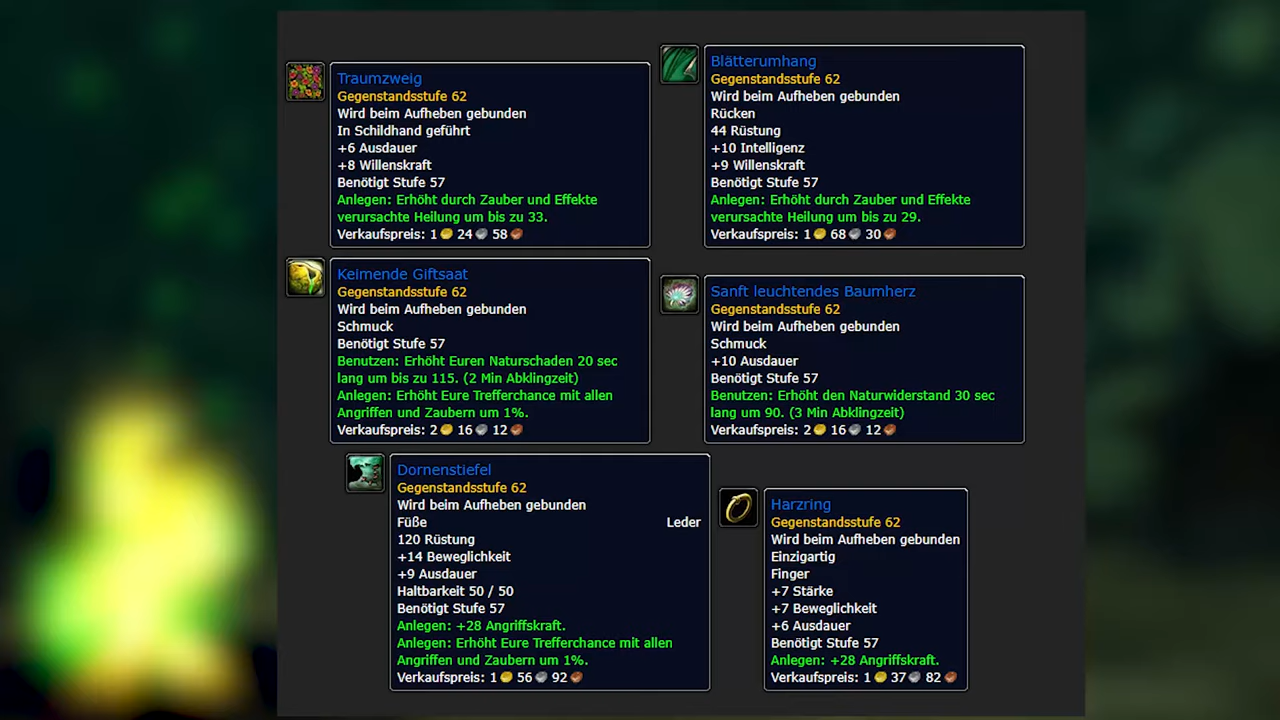 Traumzweig
Gegenstandsstufe 62
Wird beim Aufheben gebunden
In Schildhand geführt
+6 Ausdauer
+8 Willenskraft
Benötigt Stufe 57
Anlegen: Erhöht durch Zauber und Effekte
verursachte Heilung um bis zu 33.
Verkaufspreis: 1 24 58
Blätterumhang
Gegenstandsstufe 62
Wird beim Aufheben gebunden
Rücken
44 Rüstung
+10 Intelligenz
+9 Willenskraft
Benötigt Stufe 57
Anlegen: Erhöht durch Zauber und Effekte
verursachte Heilung um bis zu 29.
Verkaufspreis: 1 68 30
Keimende Giftsaat
Gegenstandsstufe 62
Wird beim Aufheben gebunden
Schmuck
Benötigt Stufe 57
Benutzen: Erhöht Euren Naturschaden 20 sec
lang um bis zu 115. (2 Min Abklingzeit)
Anlegen: Erhöht Eure Trefferchance mit allen
Angriffen und Zaubern um 1%.
Verkaufspreis: 2 16 12
Sanft leuchtendes Baumherz
Gegenstandsstufe 62
Wird beim Aufheben gebunden
Schmuck
+10 Ausdauer
Benötigt Stufe 57
Benutzen: Erhöht den Naturwiderstand 30 sec
lang um 90. (3 Min Abklingzeit)
Verkaufspreis: 2 16 12
Dornenstiefel
Gegenstandsstufe 62
Wird beim Aufheben gebunden
Füße Leder
120 Rüstung
+14 Beweglichkeit
+9 Ausdauer
Haltbarkeit 50 / 50
Benötigt Stufe 57
Anlegen: +28 Angriffskraft.
Anlegen: Erhöht Eure Trefferchance mit allen
Angriffen und Zaubern um 1%.
Verkaufspreis: 1 56 92
Harzring
Gegenstandsstufe 62
Wird beim Aufheben gebunden
Einzigartig
Finger
+7 Stärke
+7 Beweglichkeit
+6 Ausdauer
Benötigt Stufe 57
Anlegen: +28 Angriffskraft.
Verkaufspreis: 1 37 82